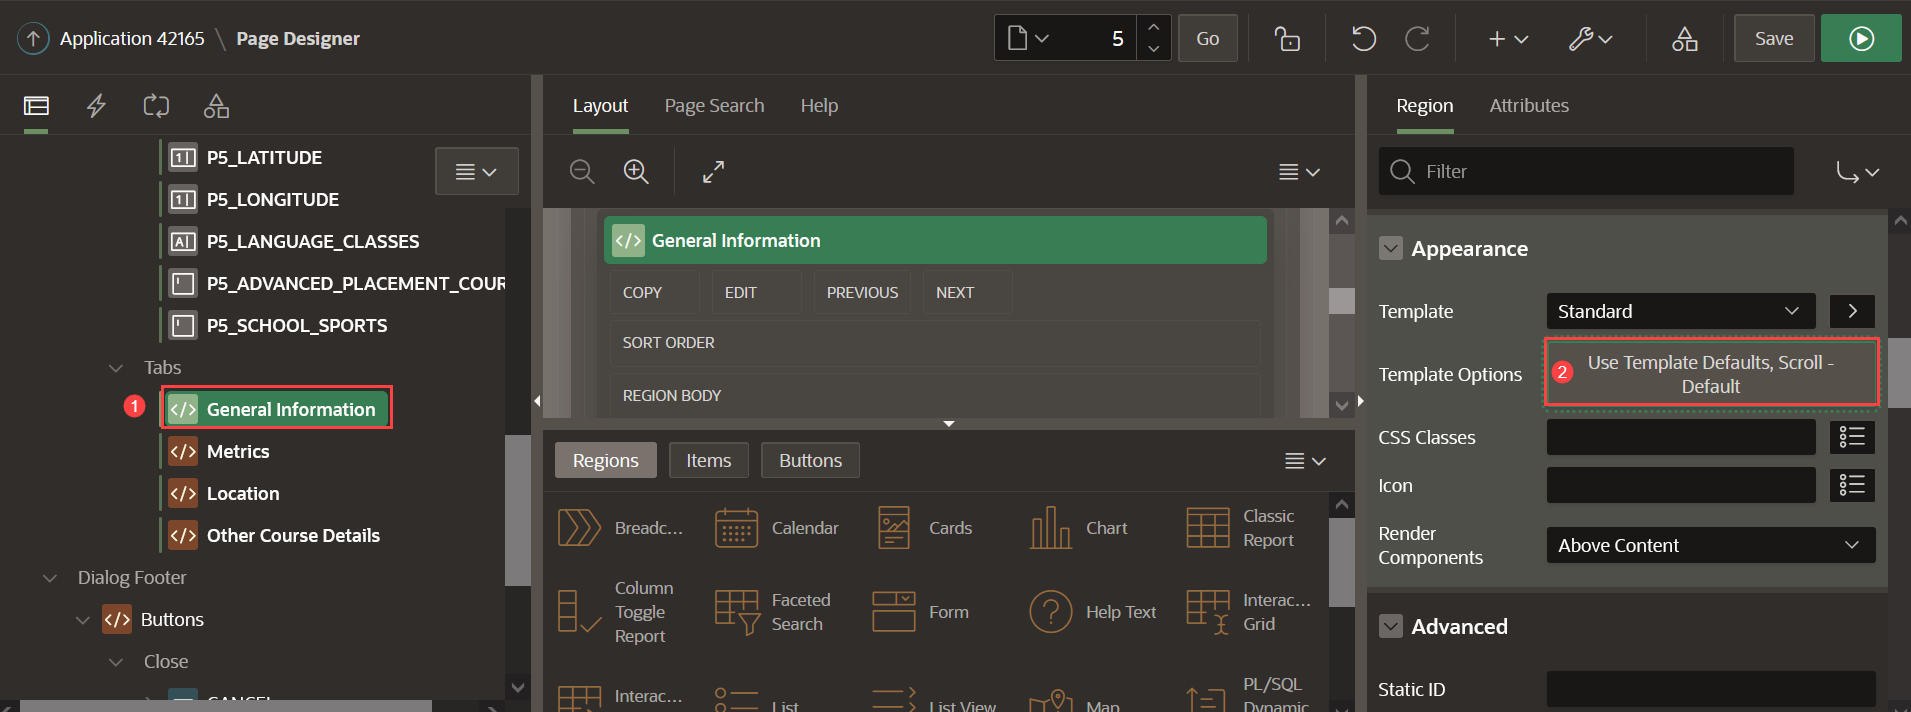 Application 42165 \ Page Designer
5
Go
Save
P5_LATITUDE
P5_LONGITUDE
P5_LANGUAGE_CLASSES
P5_ADVANCED_PLACEMENT_COUR
P5_SCHOOL_SPORTS
Tabs
1
General Information
Metrics
Location
Other Course Details
Dialog Footer
Buttons
Close
CANCEL
Layout
Page Search
Help
General Information
COPY
EDIT
PREVIOUS
NEXT
SORT ORDER
REGION BODY
Regions
Items
Buttons
Breadc...
Calendar
Cards
Chart
Classic
Report
Column
Toggle
Report
Faceted
Search
Form
Help Text
Interac...
Grid
Interac...
List
List View
Map
PL/SQL
Dynamic
Region
Attributes
Filter
Appearance
Template
Standard
Template Options
2
Use Template Defaults, Scroll -
Default
CSS Classes
Icon
Render
Components
Above Content
Advanced
Static ID